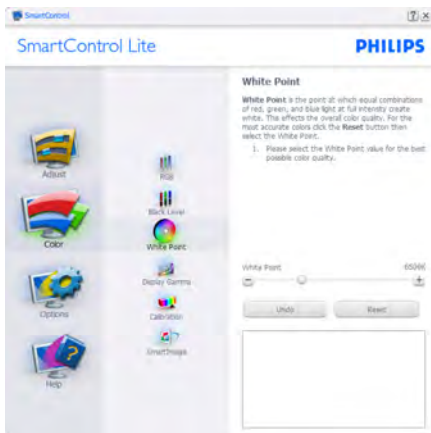 SmartControl
SmartControl Lite
PHILIPS
Adjust
Color
Options
Help
RGB
Black Level
White Point
Display Gamma
Calibration
SmartImage
White Point
White Point is the point at which equal combinations
of red, green, and blue light at full intensity create
white. This effects the overall color quality. For the
most accurate colors click the Reset button then
select the White Point.
1. Please select the White Point value for the best
possible color quality.
White Point 6500K
Undo Reset